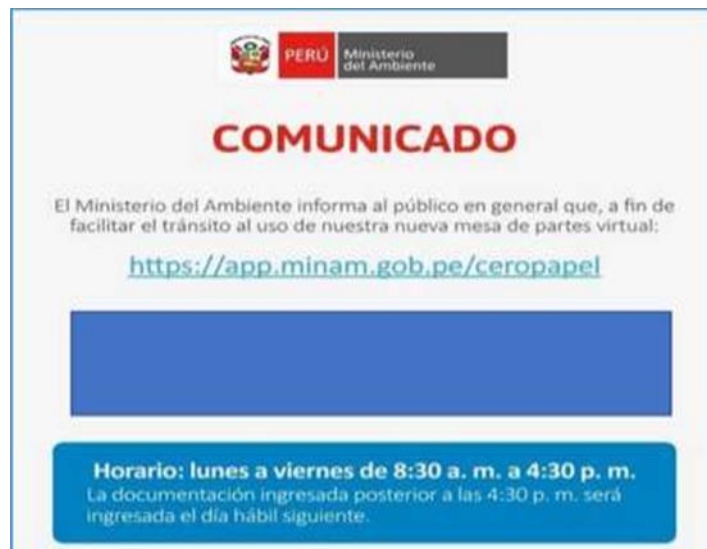 PERÚ
Ministerio
del Ambiente
COMUNICADO
El Ministerio del Ambiente informa al público en general que, a fin de
facilitar el tránsito al uso de nuestra nueva mesa de partes virtual:
https://app.minam.gob.pe/ceropapel
Horario: lunes a viernes de 8:30 a. m. a 4:30 p. m.
La documentación ingresada posterior a las 4:30 p. m. será
ingresada el día hábil siguiente.